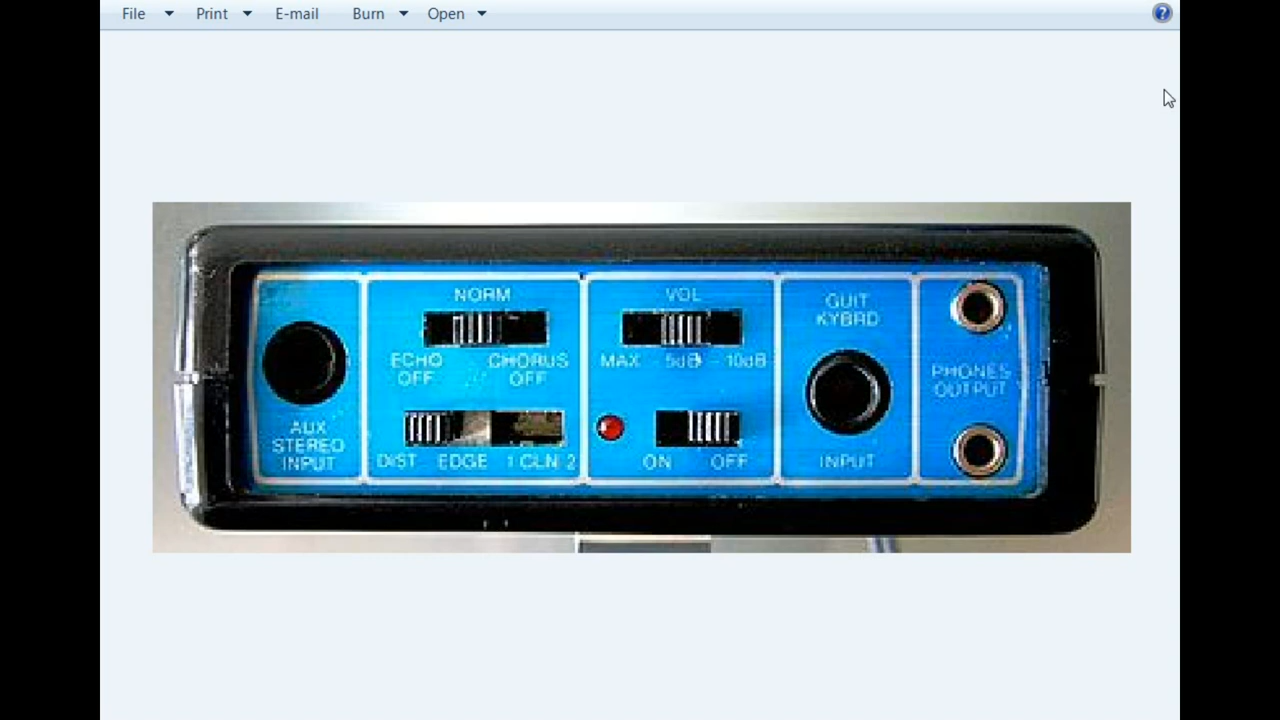 File Print E-mail Burn Open
AUX
STEREO
INPUT
NORM
ECHO
OFF
CHORUS
OFF
DIST EDGE 1 CLN 2
VOL
MAX - 5dB - 10dB
ON OFF
GUIT
KYBRD
INPUT
PHONES
OUTPUT